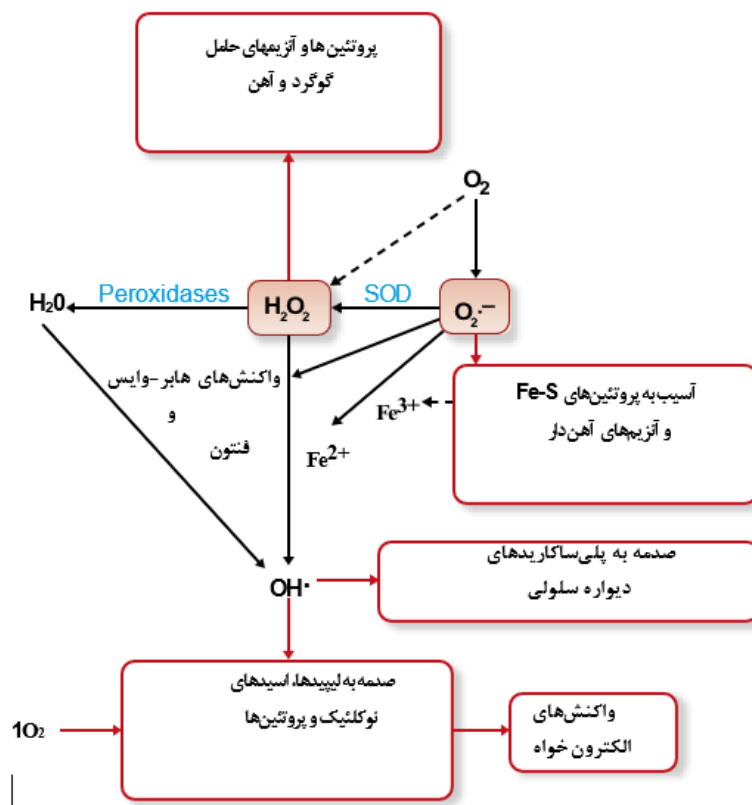 پروتئین ها و آنزیمهای حامل
گوگرد و آهن
O2
H20
Peroxidases
H2O2
SOD
O2·–
واکنش‌های هابر-وایس
و
فنتون
Fe3+
Fe2+
آسیب به پروتئین‌های Fe-S
و آنزیم‌های آهن‌دار
OH·
صدمه به پلی‌ساکاریدهای
دیواره سلولی
1O2
صدمه به لیپیدها، اسیدهای
نوکلئیک و پروتئین‌ها
واکنش‌های
الکترون خواه